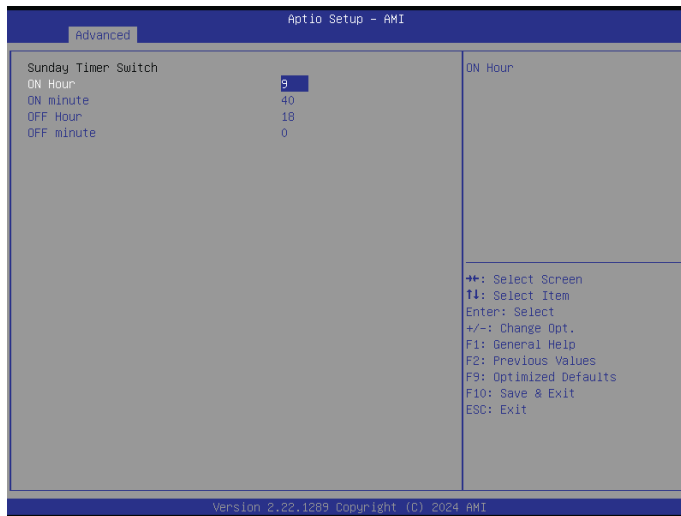 Aptio Setup - AMI
Advanced
Sunday Timer Switch
ON Hour 9
ON minute 40
OFF Hour 18
OFF minute 0
ON Hour
→←: Select Screen
↑↓: Select Item
Enter: Select
+/-: Change Opt.
F1: General Help
F2: Previous Values
F9: Optimized Defaults
F10: Save & Exit
ESC: Exit
Version 2.22.1289 Copyright (C) 2024 AMI